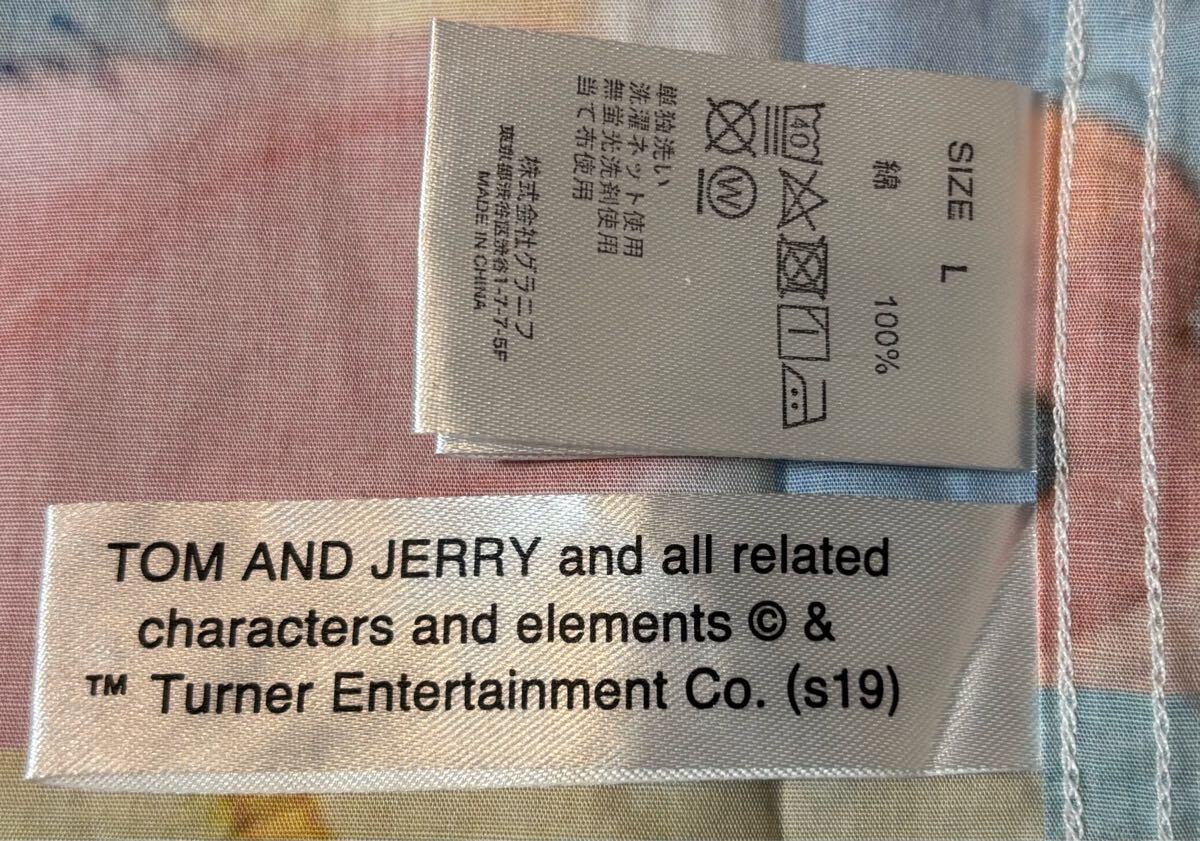 SIZE L
綿 100%
40
W
単独洗い
洗濯ネット使用
無蛍光洗剤使用
当て布使用
株式会社グラニフ
東京都渋谷区渋谷1-7-7-5F
MADE IN CHINA
TOM AND JERRY and all related
characters and elements © &
™ Turner Entertainment Co. (s19)